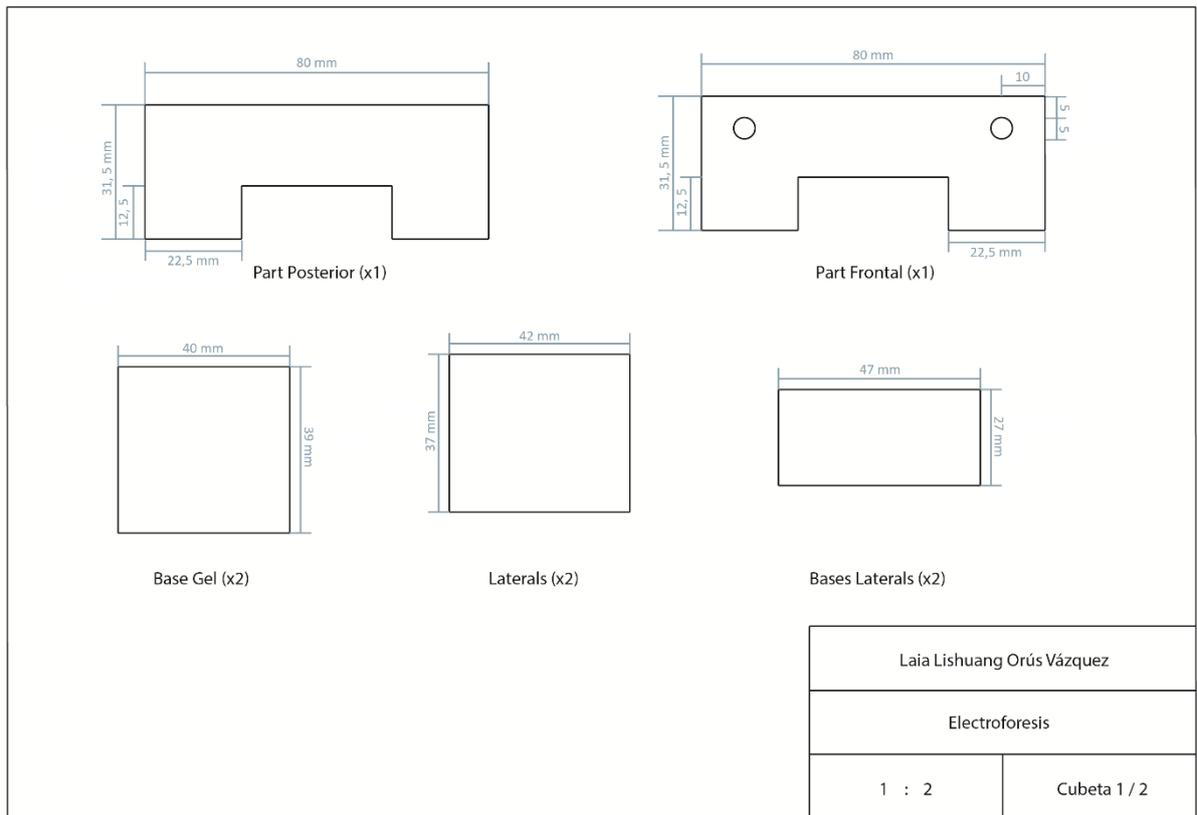 80 mm
31, 5 mm
12, 5
22,5 mm
Part Posterior (x1)
80 mm
10
5
5
31, 5 mm
12, 5
22,5 mm
Part Frontal (x1)
40 mm
39 mm
Base Gel (x2)
42 mm
37 mm
Laterals (x2)
47 mm
27 mm
Bases Laterals (x2)
Laia Lishuang Orús Vázquez
Electroforesis
1 : 2
Cubeta 1 / 2